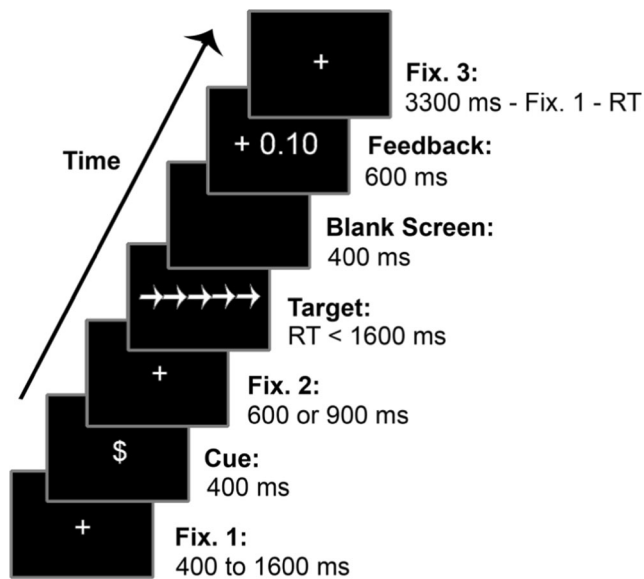 +
Fix. 3:
3300 ms - Fix. 1 - RT
+ 0.10
Feedback:
600 ms
Time
Blank Screen:
400 ms
Target:
RT < 1600 ms
+
Fix. 2:
600 or 900 ms
$
Cue:
400 ms
+
Fix. 1:
400 to 1600 ms